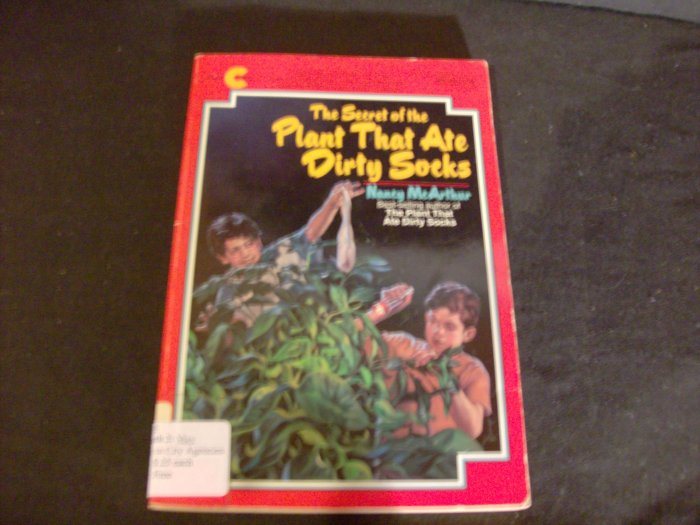 C
The Secret of the
Plant That Ate
Dirty Socks
Nancy McArthur
Best-selling author of
The Plant That
Ate Dirty Socks